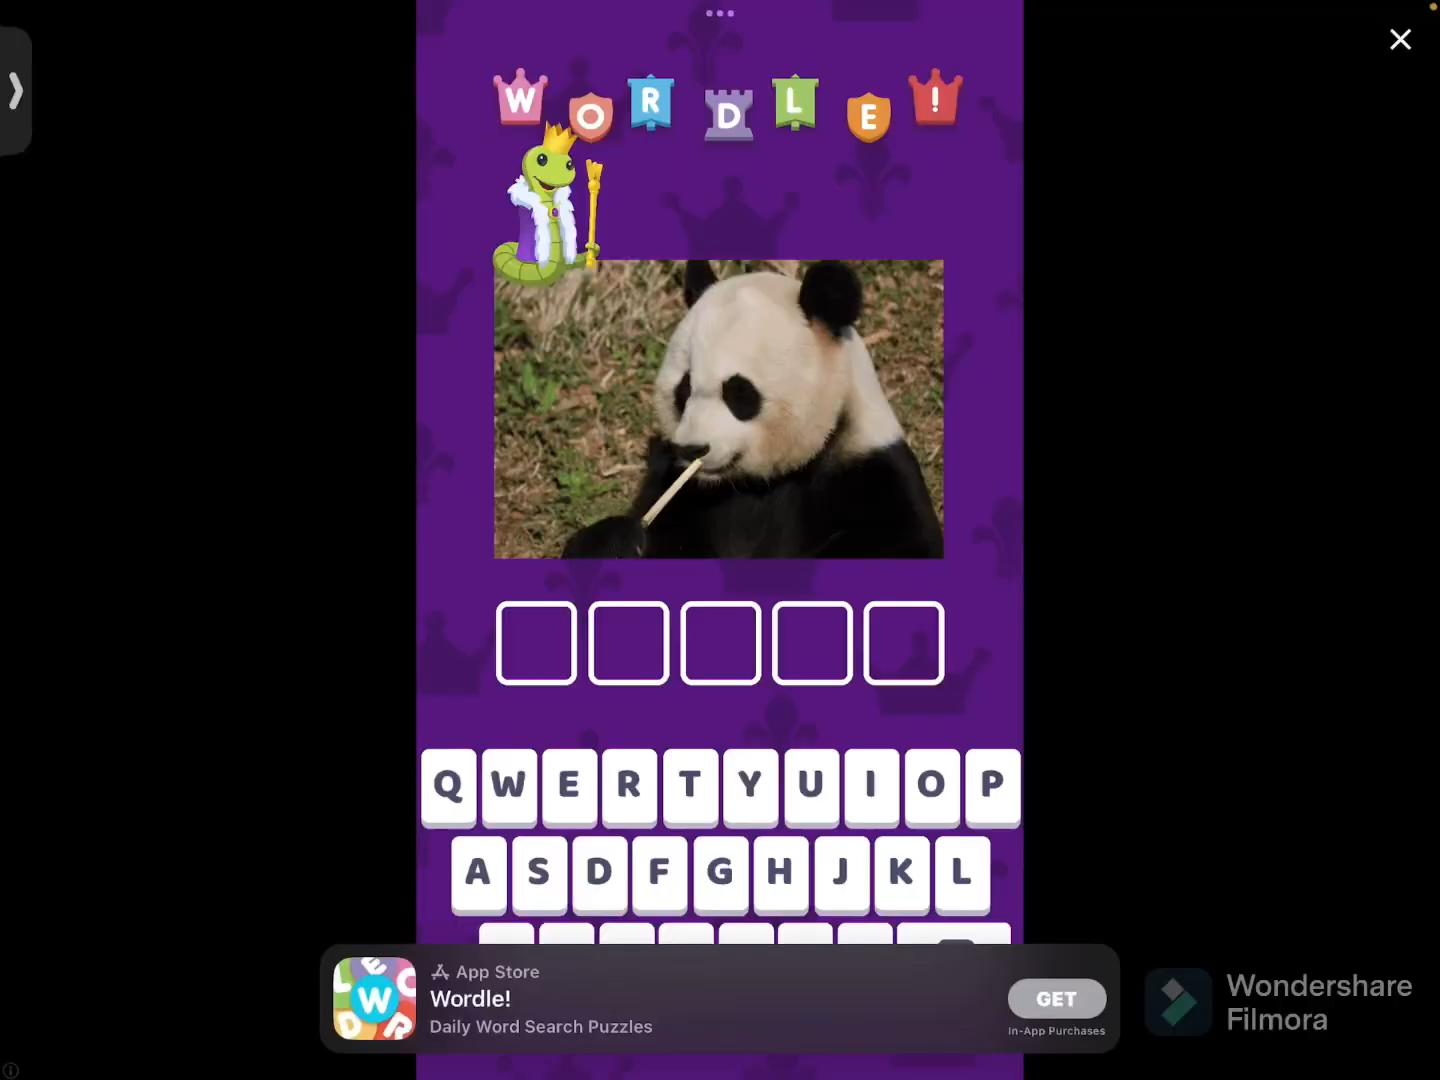 WORDLE!
QWERTYUIOP
ASDFGHJKL
App Store
Wordle!
Daily Word Search Puzzles
GET
In-App Purchases
Wondershare
Filmora